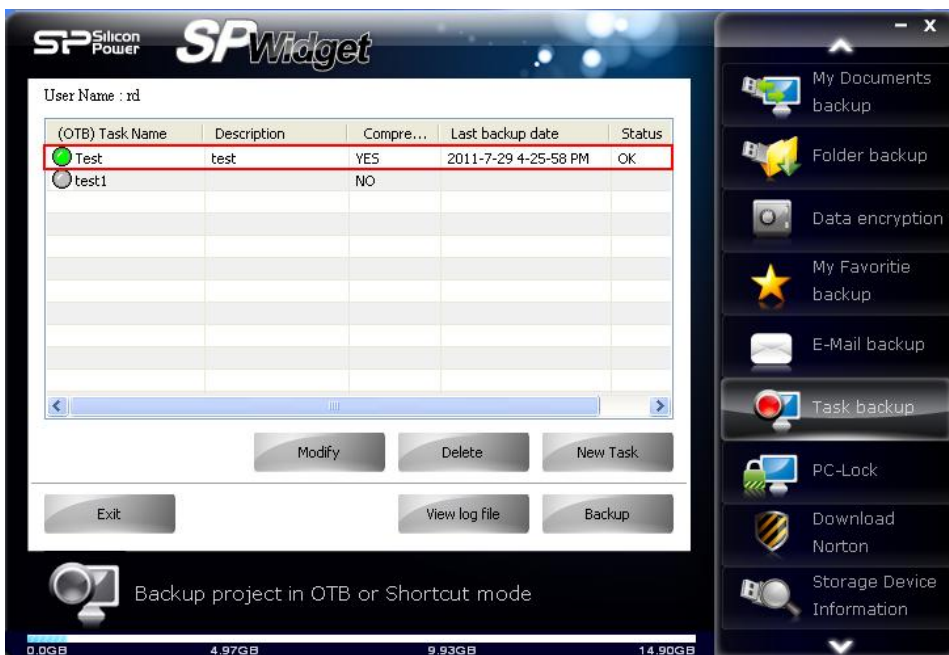 SP Silicon Power
SPWidget
– X
User Name : rd
(OTB) Task Name Description Compre... Last backup date Status
Test test YES 2011-7-29 4-25-58 PM OK
test1 NO
Modify Delete New Task
Exit View log file Backup
Backup project in OTB or Shortcut mode
0.0GB 4.97GB 9.93GB 14.90GB
My Documents
backup
Folder backup
Data encryption
My Favoritie
backup
E-Mail backup
Task backup
PC-Lock
Download
Norton
Storage Device
Information